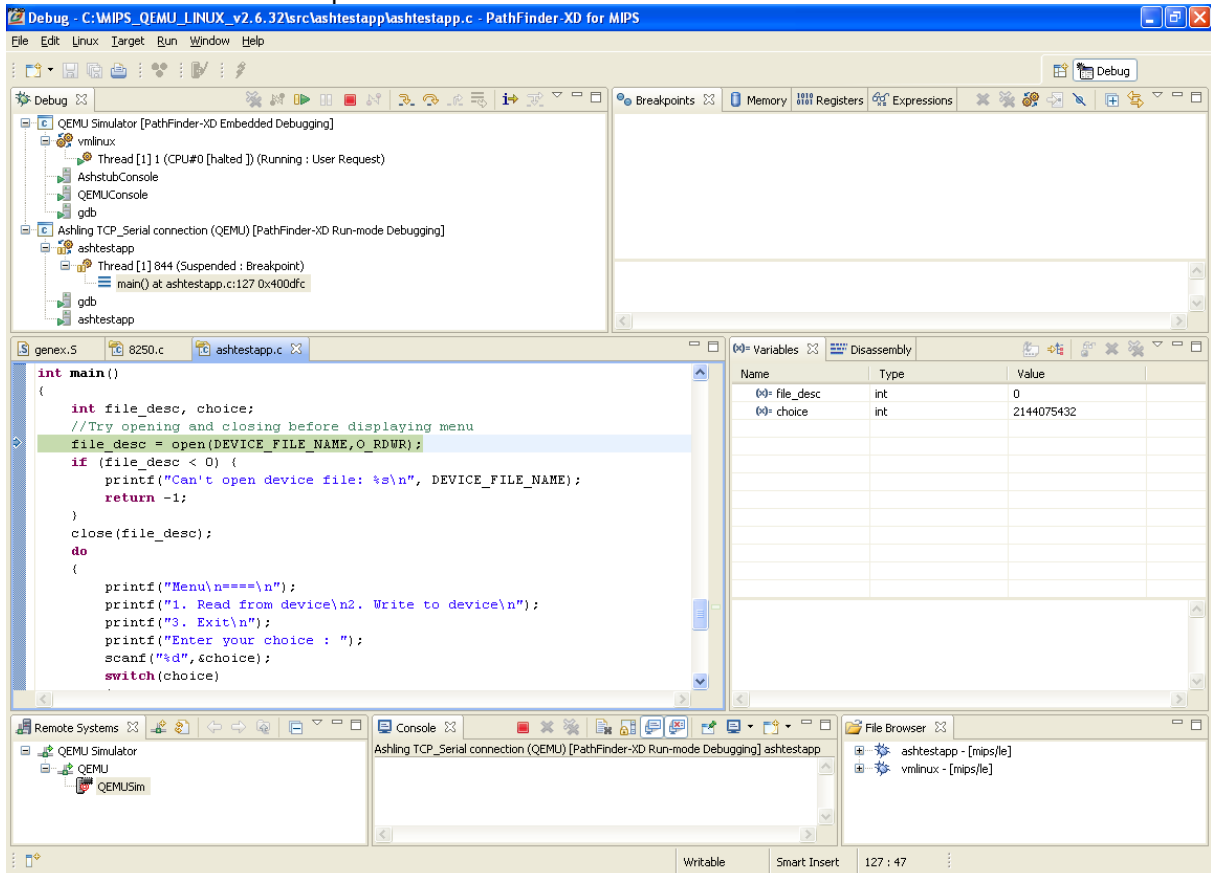 Debug - C:\MIPS_QEMU_LINUX_v2.6.32\src\ashtestapp\ashtestapp.c - PathFinder-XD for MIPS
File Edit Linux Target Run Window Help
Debug
Debug
QEMU Simulator [PathFinder-XD Embedded Debugging]
vmlinux
Thread [1] 1 (CPU#0 [halted ]) (Running : User Request)
AshstubConsole
QEMUConsole
gdb
Ashling TCP_Serial connection (QEMU) [PathFinder-XD Run-mode Debugging]
ashtestapp
Thread [1] 844 (Suspended : Breakpoint)
main() at ashtestapp.c:127 0x400dfc
gdb
ashtestapp
Breakpoints Memory Registers Expressions
genex.S 8250.c ashtestapp.c
int main()
{
int file_desc, choice;
//Try opening and closing before displaying menu
file_desc = open(DEVICE_FILE_NAME,O_RDWR);
if (file_desc < 0) {
printf("Can't open device file: %s\n", DEVICE_FILE_NAME);
return -1;
}
close(file_desc);
do
{
printf("Menu\n====\n");
printf("1. Read from device\n2. Write to device\n");
printf("3. Exit\n");
printf("Enter your choice : ");
scanf("%d",&choice);
switch(choice)
Variables Disassembly
Name Type Value
file_desc int 0
choice int 2144075432
Remote Systems
QEMU Simulator
QEMU
QEMUSim
Console
Ashling TCP_Serial connection (QEMU) [PathFinder-XD Run-mode Debugging] ashtestapp
File Browser
ashtestapp - [mips/le]
vmlinux - [mips/le]
Writable Smart Insert 127 : 47